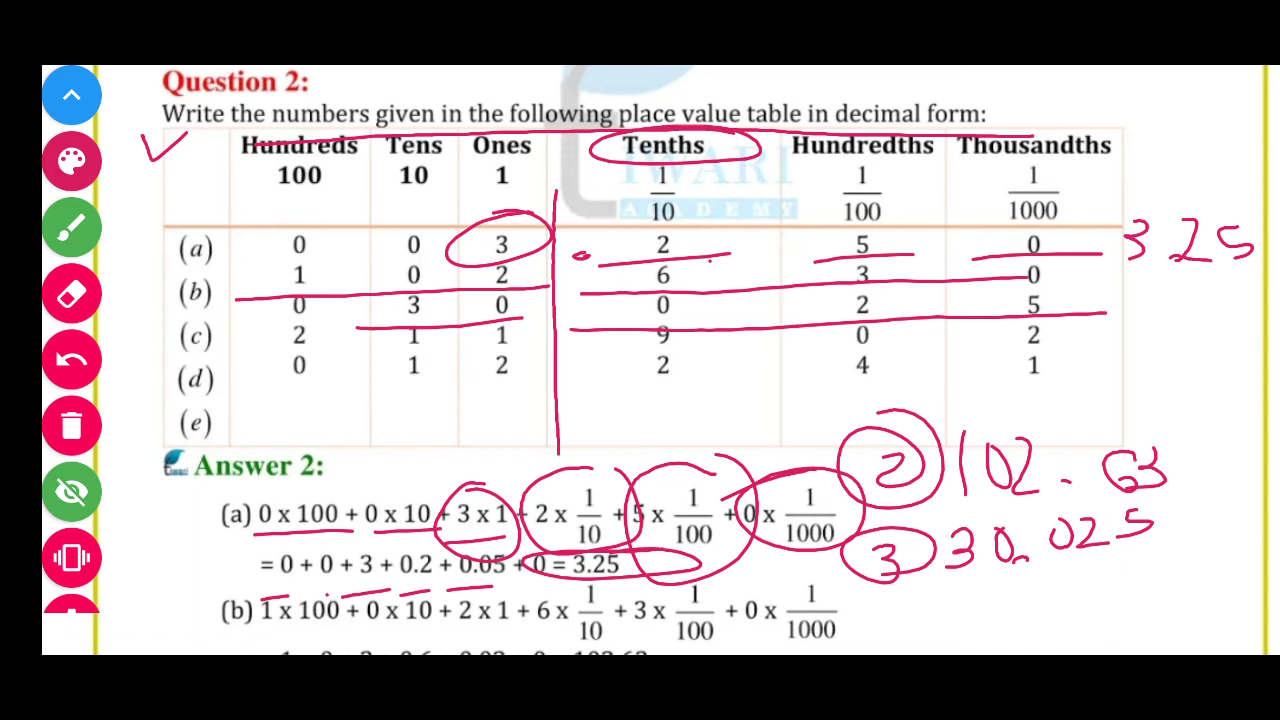 Question 2:
Write the numbers given in the following place value table in decimal form:
Hundreds Tens Ones Tenths Hundredths Thousandths
100 10 1 1/10 1/100 1/1000
IWARI
ACADEMY
(a) 0 0 3 . 2 5 0 3 25
1 0 2 6 3 0
(b)
0 3 0 0 2 5
(c) 2 1 1 9 0 2
0 1 2 2 4 1
(d)
(e)
Answer 2:
2 102.63
(a) 0 x 100 + 0 x 10 + 3 x 1 + 2 x 1/10 + 5 x 1/100 + 0 x 1/1000
3 30.025
= 0 + 0 + 3 + 0.2 + 0.05 + 0 = 3.25
(b) 1 x 100 + 0 x 10 + 2 x 1 + 6 x 1/10 + 3 x 1/100 + 0 x 1/1000